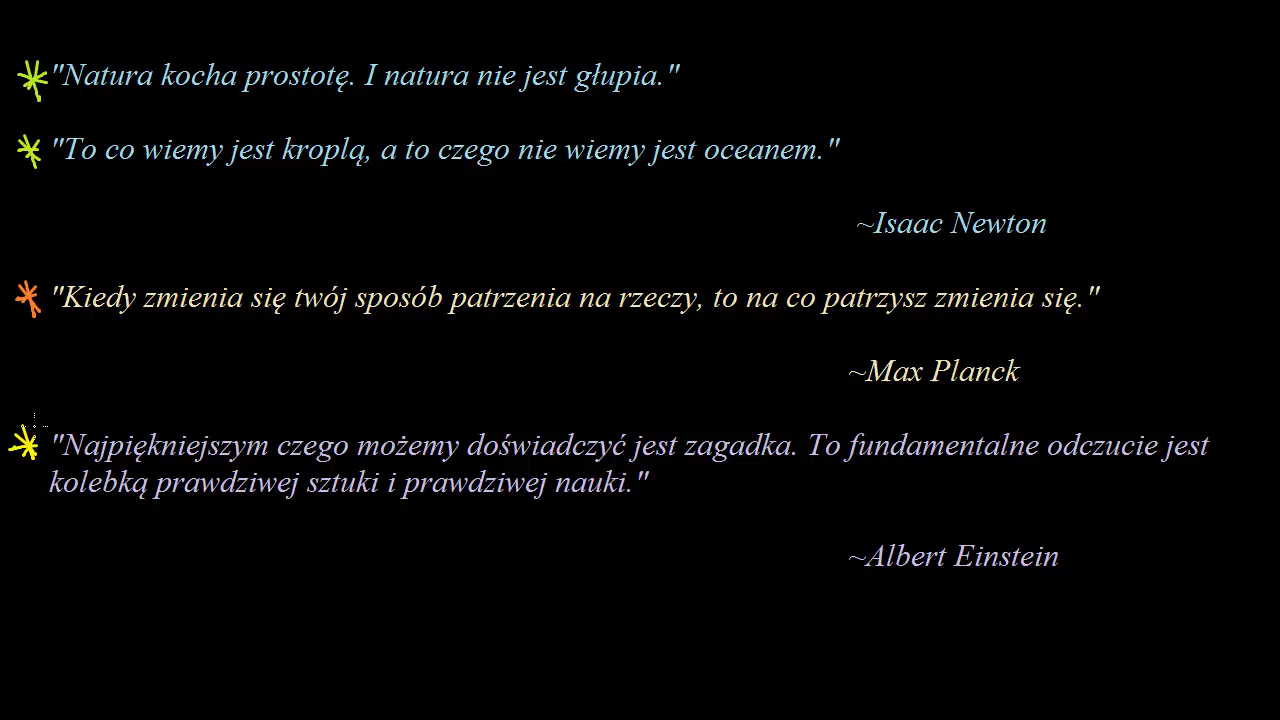 "Natura kocha prostotę. I natura nie jest głupia."
"To co wiemy jest kroplą, a to czego nie wiemy jest oceanem."
~Isaac Newton
"Kiedy zmienia się twój sposób patrzenia na rzeczy, to na co patrzysz zmienia się."
~Max Planck
"Najpiękniejszym czego możemy doświadczyć jest zagadka. To fundamentalne odczucie jest
kolebką prawdziwej sztuki i prawdziwej nauki."
~Albert Einstein